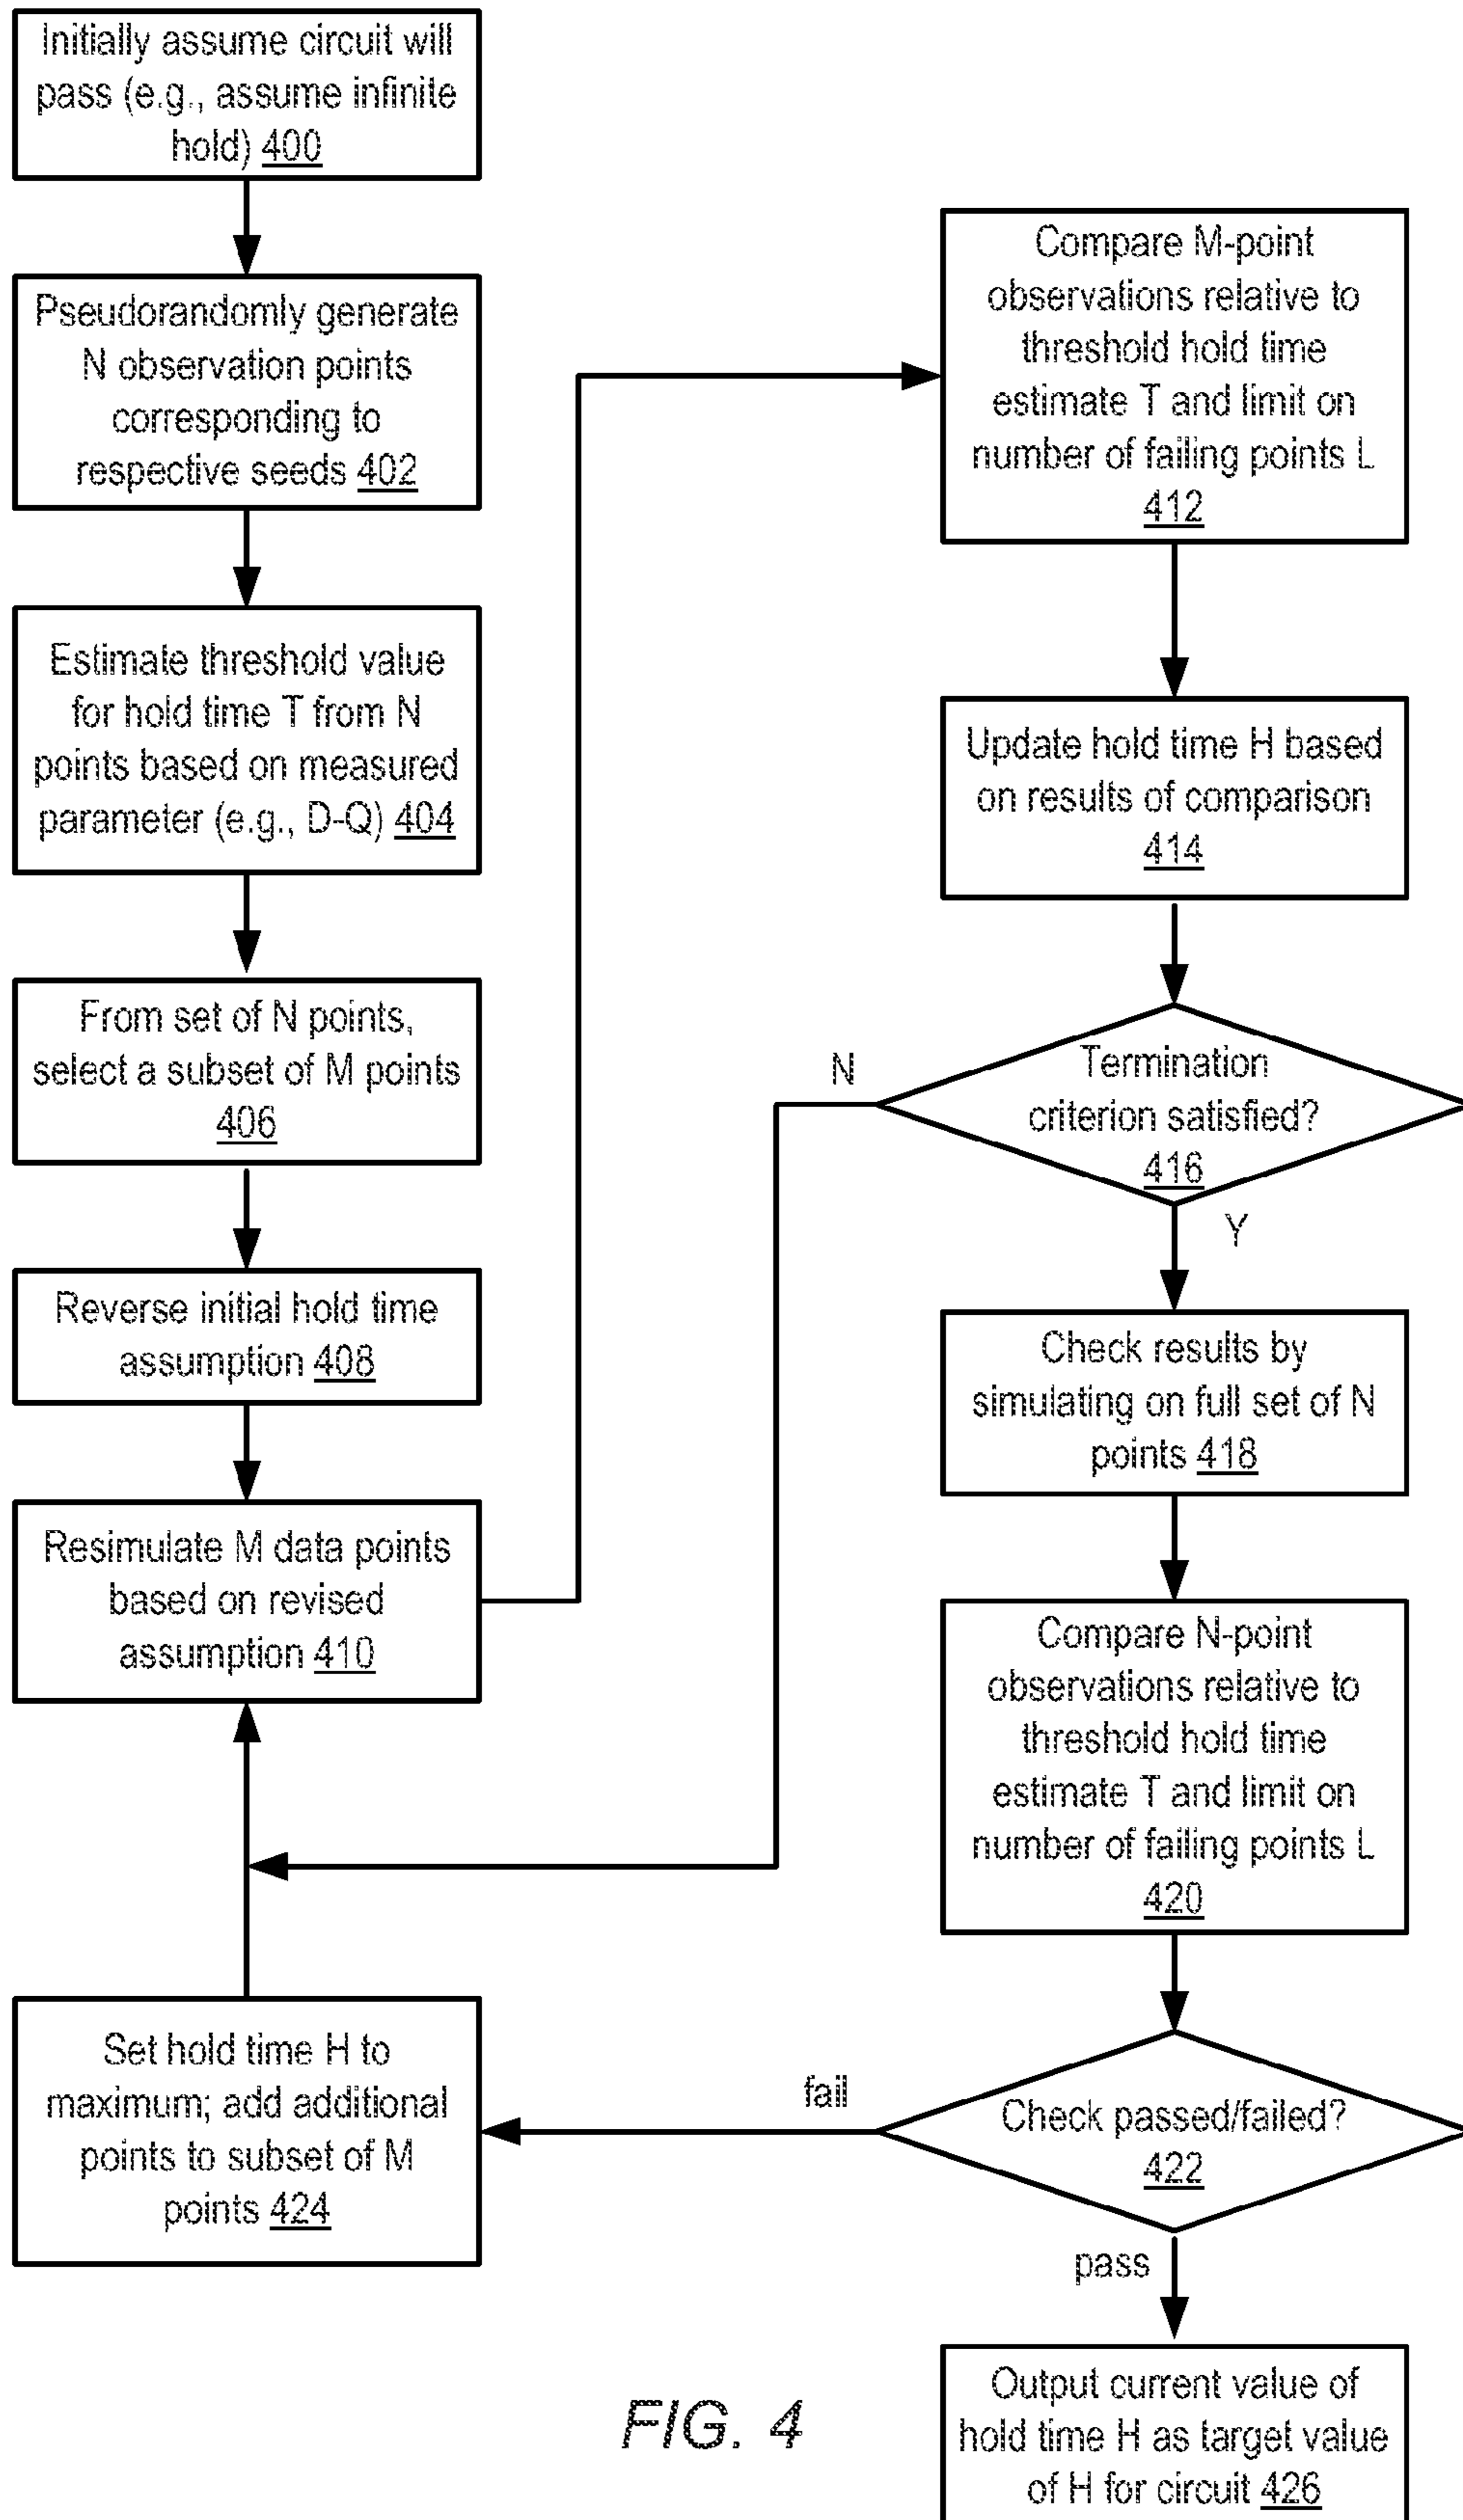 Initially assume circuit will
pass (e.g., assume infinite
hold) 400
Pseudorandomly generate
N observation points
corresponding to
respective seeds 402
Estimate threshold value
for hold time T from N
points based on measured
parameter (e.g., D-Q) 404
From set of N points,
select a subset of M points
406
Reverse initial hold time
assumption 408
Resimulate M data points
based on revised
assumption 410
Set hold time H to
maximum; add additional
points to subset of M
points 424
Compare M-point
observations relative to
threshold hold time
estimate T and limit on
number of failing points L
412
Update hold time H based
on results of comparison
414
N
Termination
criterion satisfied?
416
Y
Check results by
simulating on full set of N
points 418
Compare N-point
observations relative to
threshold hold time
estimate T and limit on
number of failing points L
420
fail
Check passed/failed?
422
pass
Output current value of
hold time H as target value
of H for circuit 426
FIG. 4